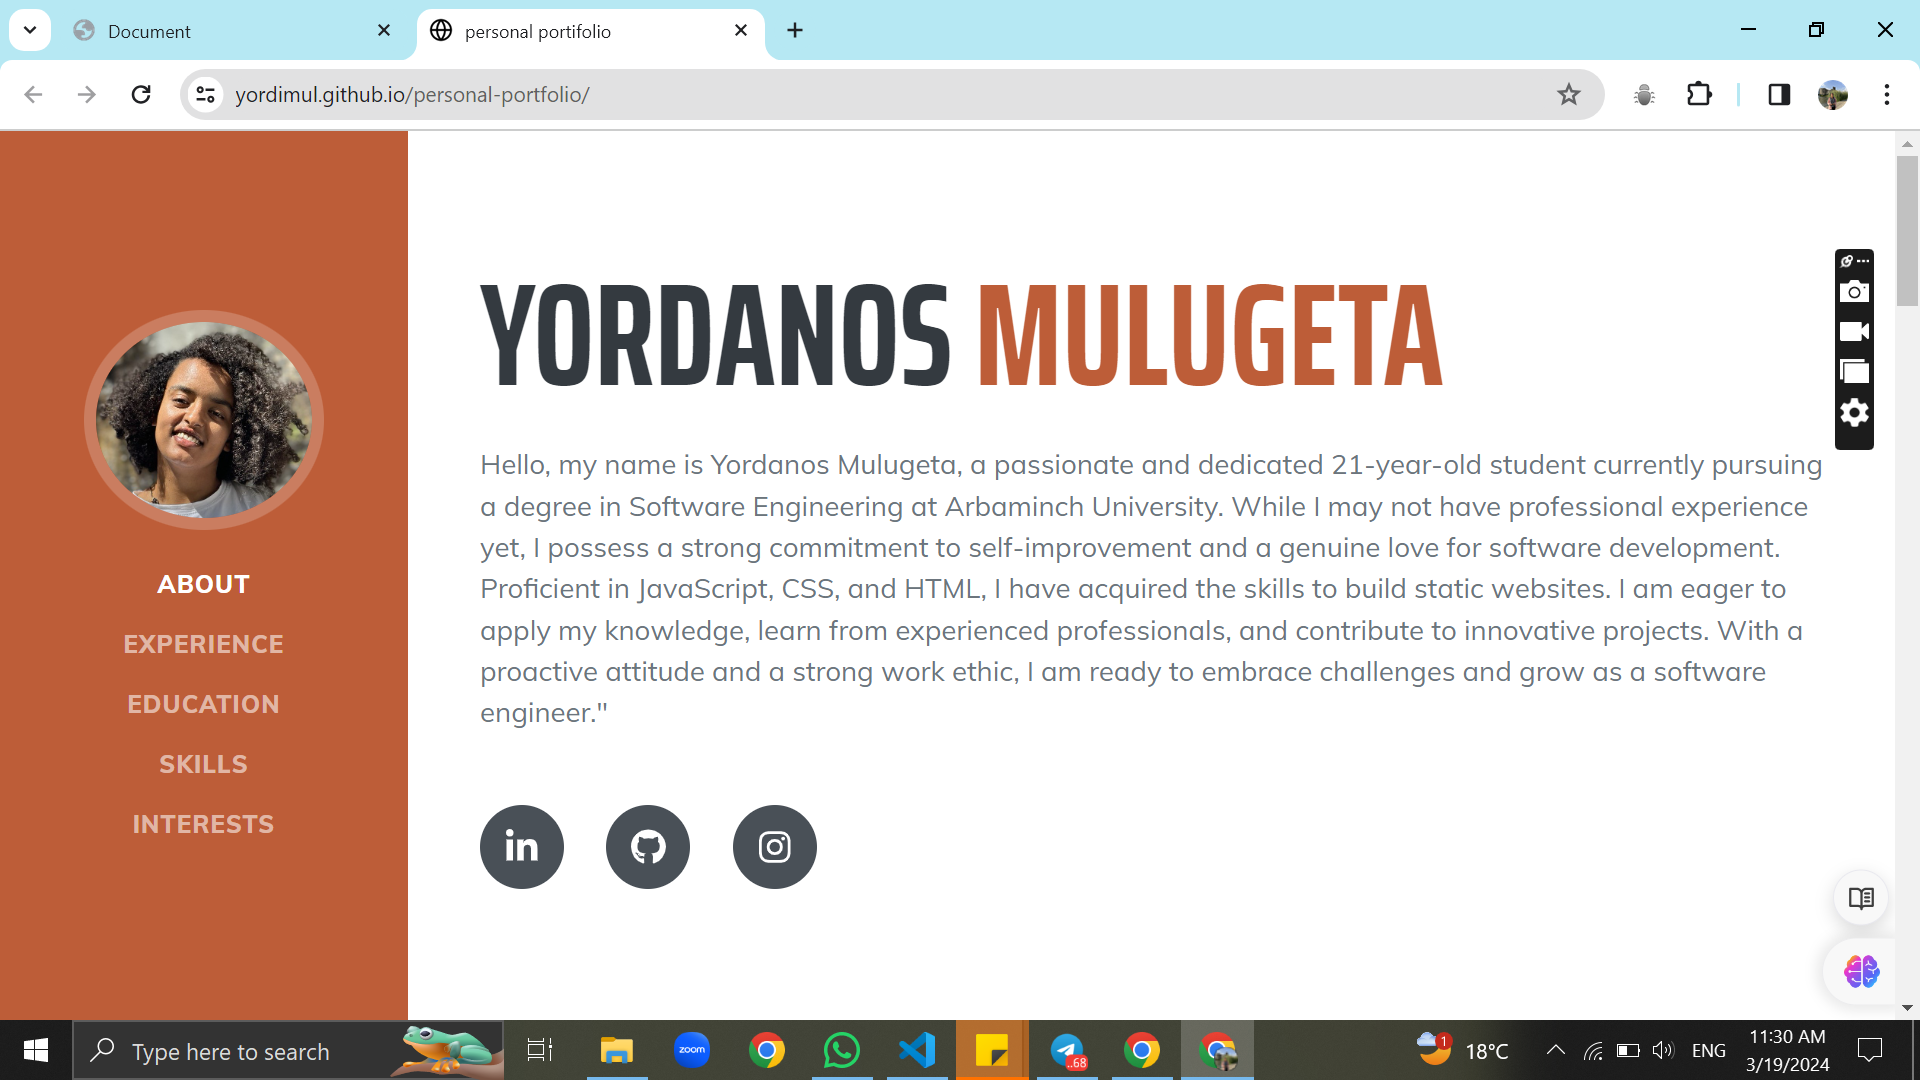 Document
personal portifolio
yordimul.github.io/personal-portfolio/
YORDANOS MULUGETA
Hello, my name is Yordanos Mulugeta, a passionate and dedicated 21-year-old student currently pursuing
a degree in Software Engineering at Arbaminch University. While I may not have professional experience
yet, I possess a strong commitment to self-improvement and a genuine love for software development.
Proficient in JavaScript, CSS, and HTML, I have acquired the skills to build static websites. I am eager to
apply my knowledge, learn from experienced professionals, and contribute to innovative projects. With a
proactive attitude and a strong work ethic, I am ready to embrace challenges and grow as a software
engineer."
ABOUT
EXPERIENCE
EDUCATION
SKILLS
INTERESTS
in
Type here to search
zoom
..68
1
18°C
ENG
11:30 AM
3/19/2024